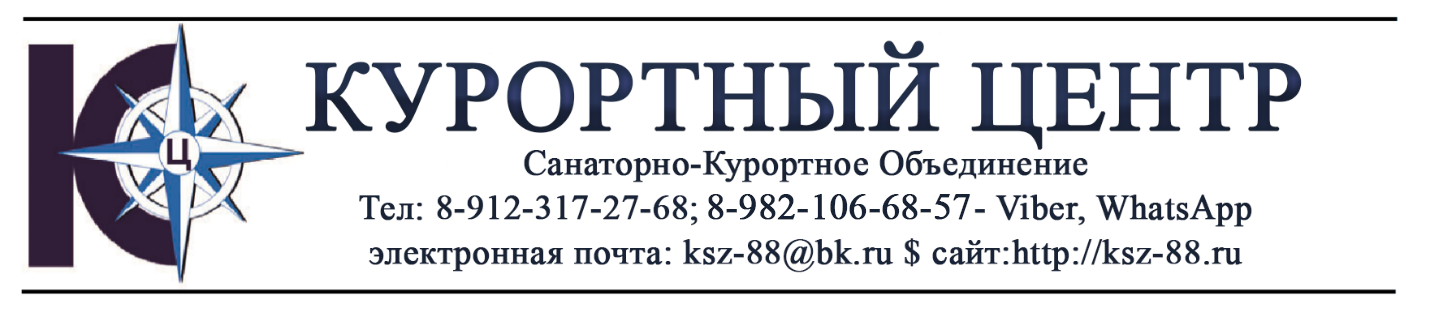 К
Ц
КУРОРТНЫЙ ЦЕНТР
Санаторно-Курортное Объединение
Тел: 8-912-317-27-68; 8-982-106-68-57- Viber, WhatsApp
электронная почта: ksz-88@bk.ru $ сайт:http://ksz-88.ru